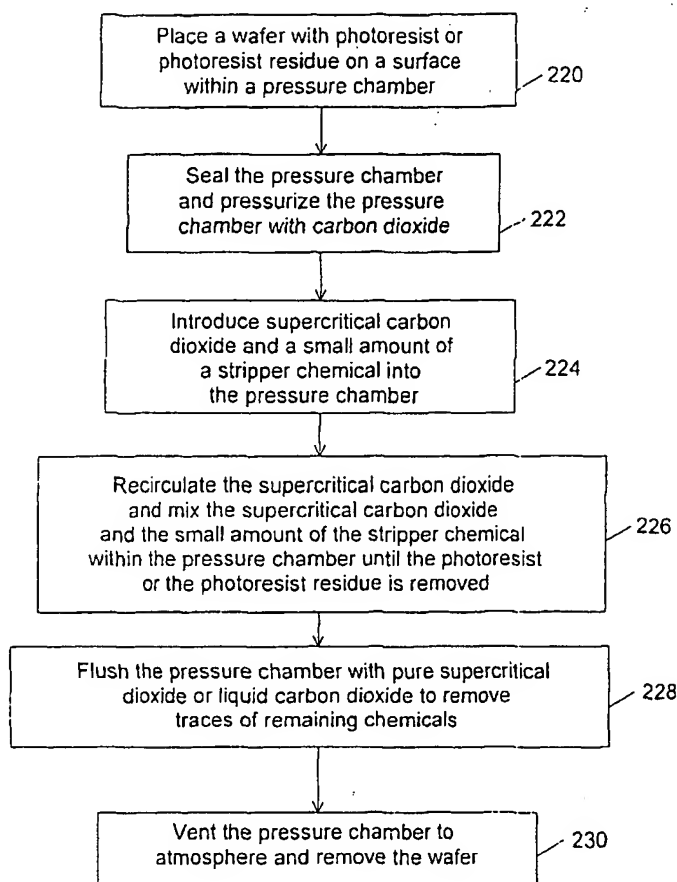 Place a wafer with photoresist or
photoresist residue on a surface
within a pressure chamber
220
Seal the pressure chamber
and pressurize the pressure
chamber with carbon dioxide
222
Introduce supercritical carbon
dioxide and a small amount of
a stripper chemical into
the pressure chamber
224
Recirculate the supercritical carbon dioxide
and mix the supercritical carbon dioxide
and the small amount of the stripper chemical
within the pressure chamber until the photoresist
or the photoresist residue is removed
226
Flush the pressure chamber with pure supercritical
dioxide or liquid carbon dioxide to remove
traces of remaining chemicals
228
Vent the pressure chamber to
atmosphere and remove the wafer
230